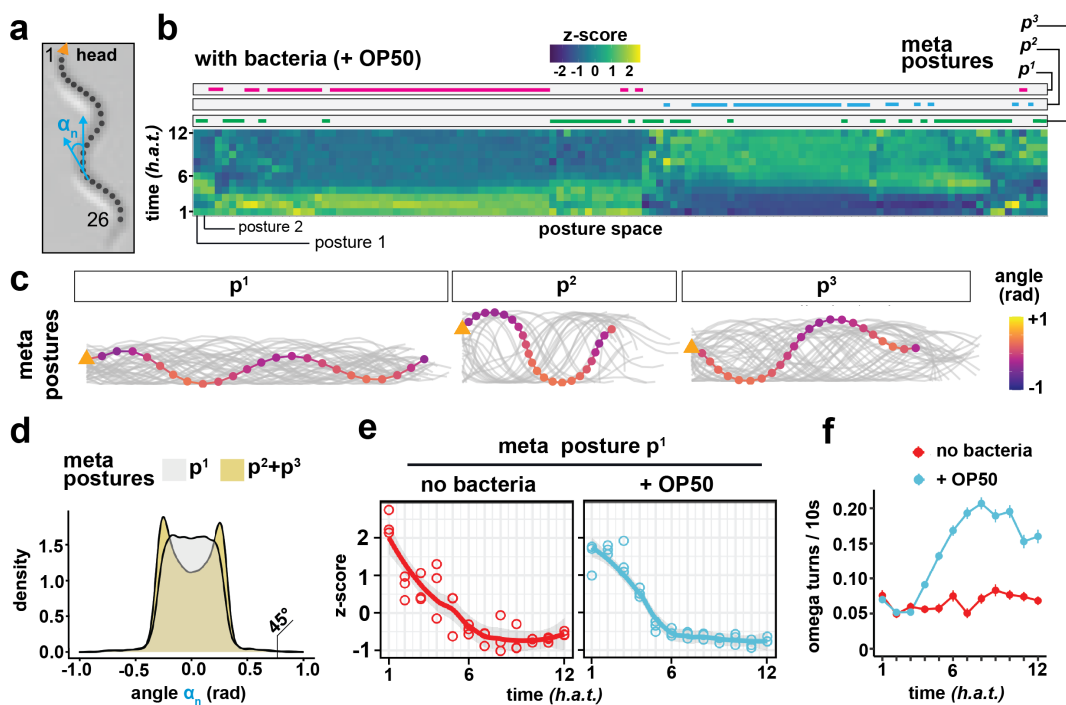 a
1 head
αn
26
b
with bacteria (+ OP50)
z-score
-2 -1 0 1 2
meta
postures
p3
p2
p1
12
6
1
time (h.a.t.)
posture 2
posture 1
posture space
c
p1
p2
p3
meta
postures
angle
(rad)
+1
-1
d
meta
postures
p1
p2+p3
density
1.5
1.0
0.5
0.0
45°
-1.0 -0.5 0.0 0.5 1.0
angle αn (rad)
e
meta posture p1
no bacteria
+ OP50
z-score
2
1
0
-1
1 6 12
1 6 12
time (h.a.t.)
f
no bacteria
+ OP50
omega turns / 10s
0.20
0.15
0.10
0.05
0.00
1 6 12
time (h.a.t.)